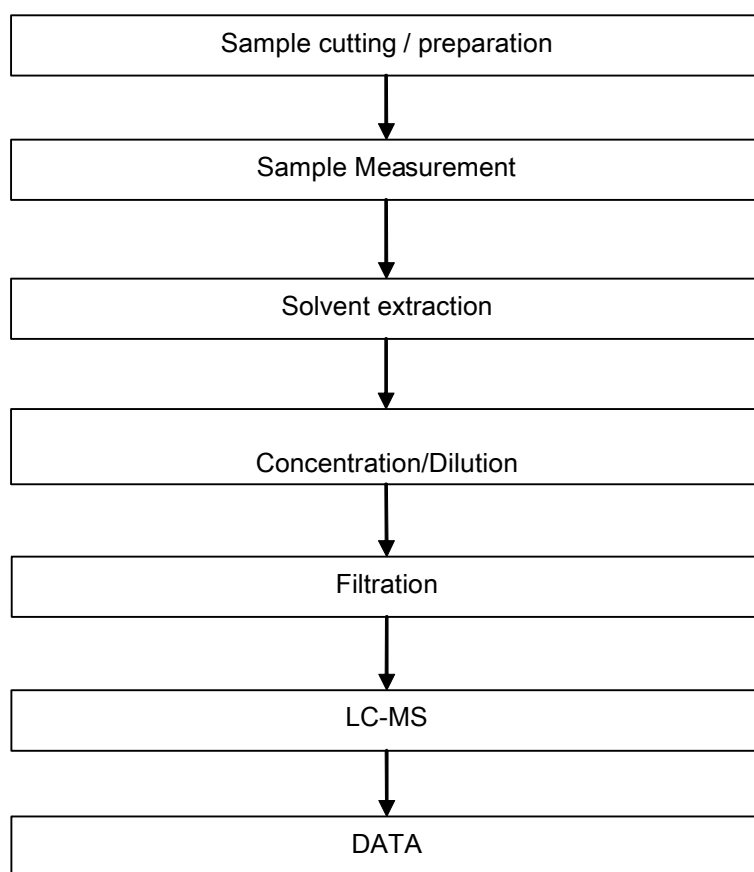 Sample cutting / preparation
Sample Measurement
Solvent extraction
Concentration/Dilution
Filtration
LC-MS
DATA